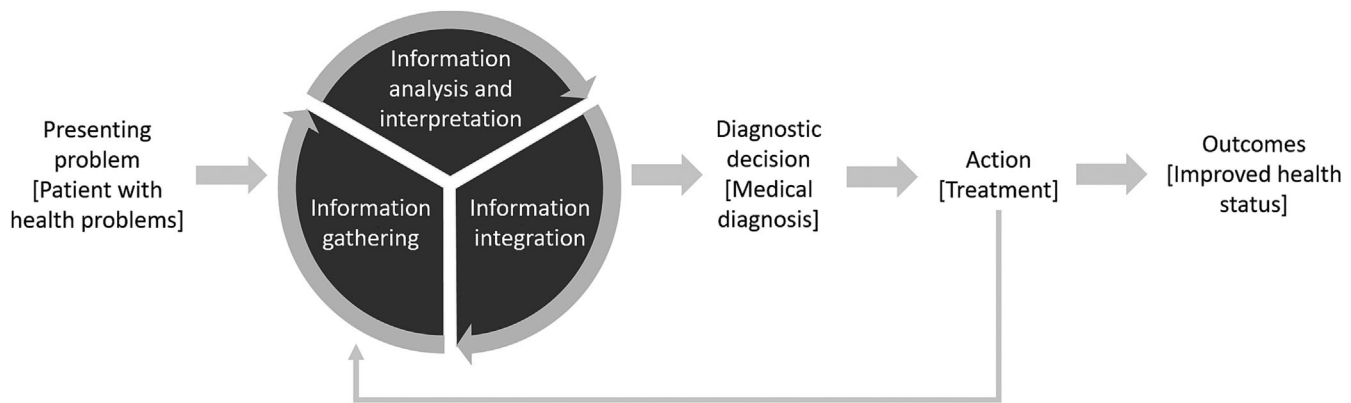 Presenting
problem
[Patient with
health problems]
Information
analysis and
interpretation
Information
gathering
Information
integration
Diagnostic
decision
[Medical
diagnosis]
Action
[Treatment]
Outcomes
[Improved health
status]